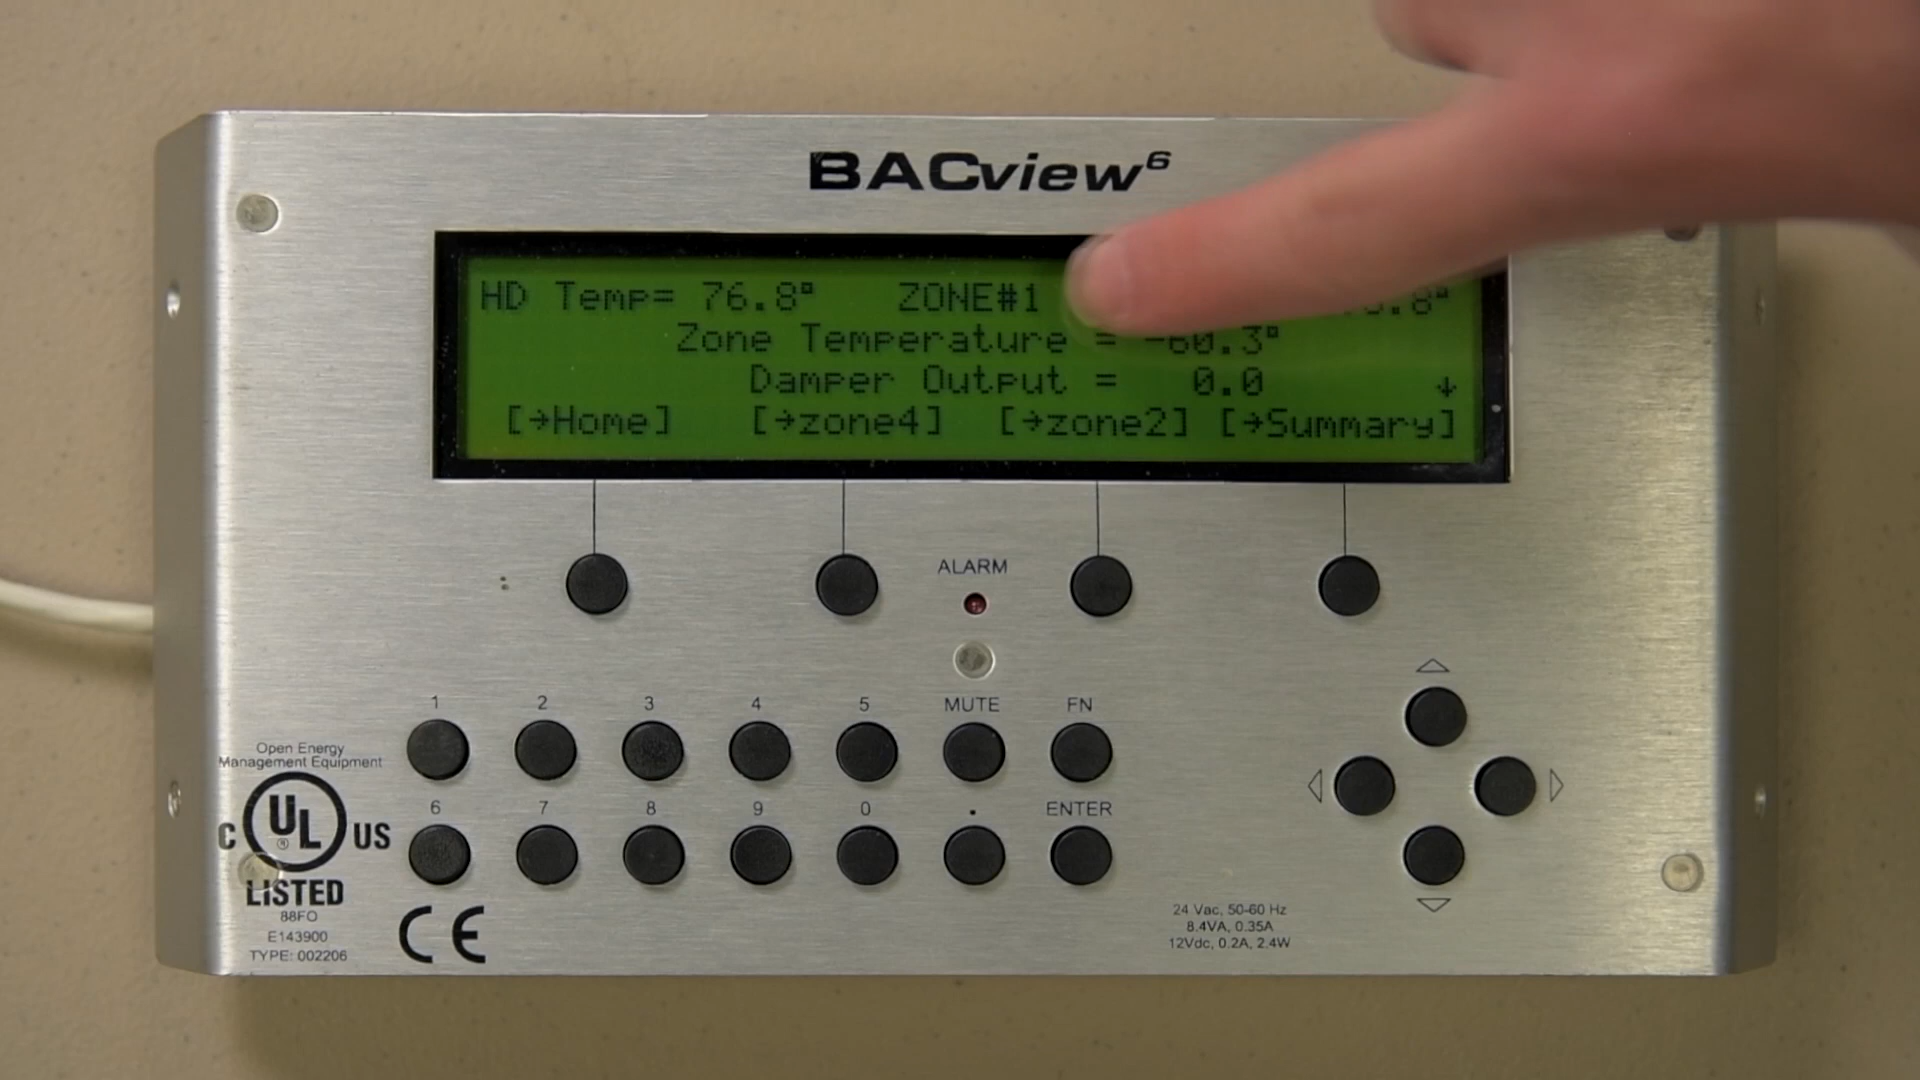 BACview⁶
HD Temp= 76.8° ZONE#1
Zone Temperature = -60.3°
Damper Output = 0.0 ↓
[→Home] [→zone4] [→zone2] [→Summary]
ALARM
1 2 3 4 5 MUTE FN
6 7 8 9 0 . ENTER
Open Energy
Management Equipment
C UL ® US
LISTED
88FO
E143900
TYPE: 002206
CE
24 Vac, 50-60 Hz
8.4VA, 0.35A
12Vdc, 0.2A, 2.4W